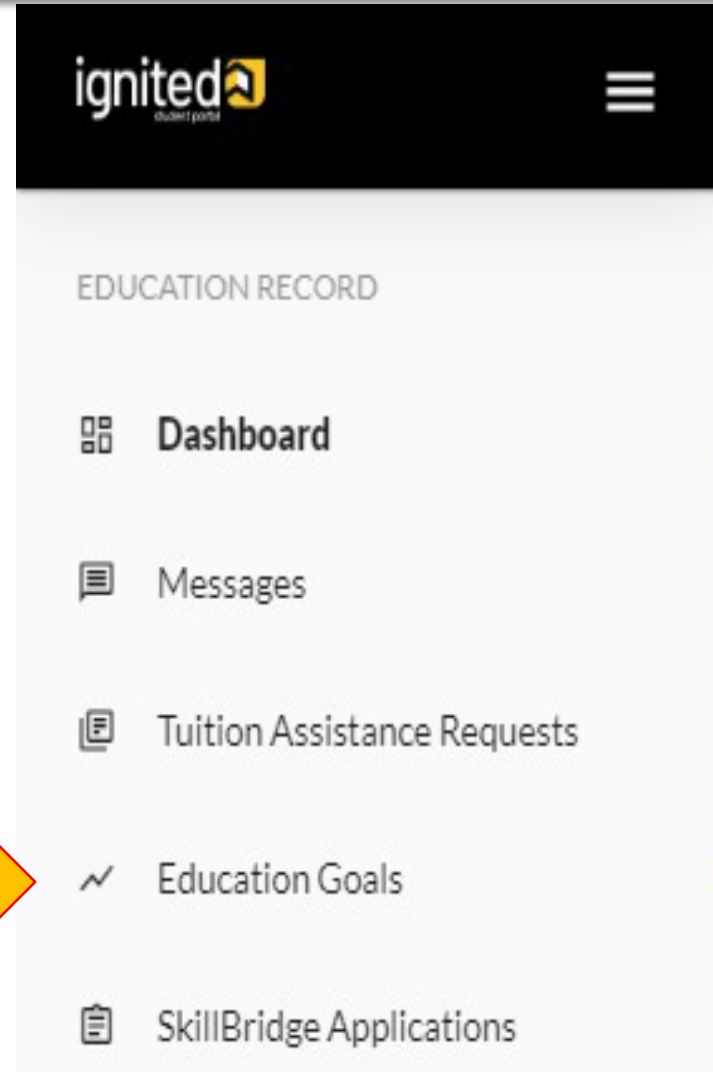 ignited
student portal
EDUCATION RECORD
Dashboard
Messages
Tuition Assistance Requests
Education Goals
SkillBridge Applications